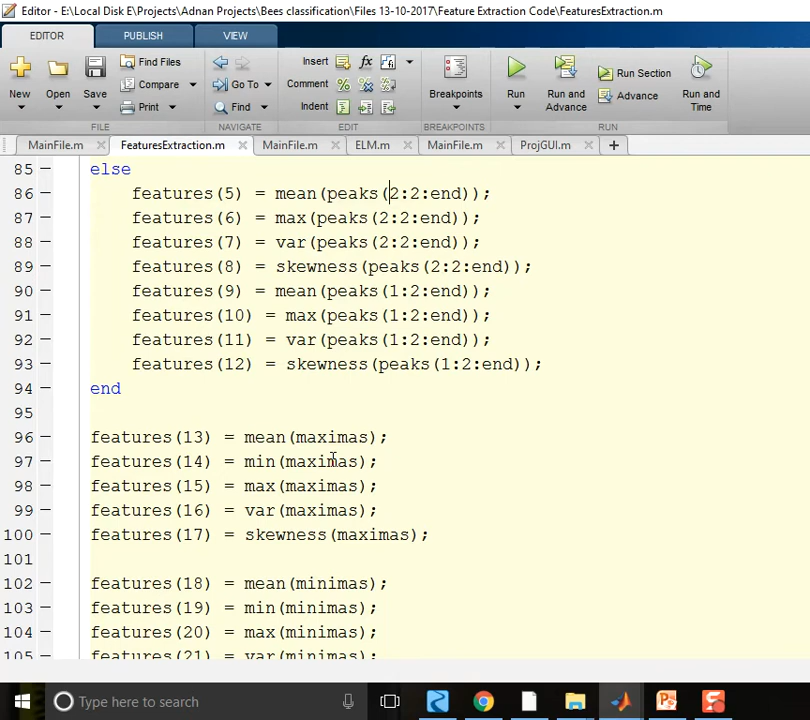 Editor - E:\Local Disk E\Projects\Adnan Projects\Bees classification\Files 13-10-2017\Feature Extraction Code\FeaturesExtraction.m
EDITOR PUBLISH VIEW
New Open Save Find Files Compare Print Go To Find Insert fx Comment % Indent Breakpoints Run Run and Advance Run Section Advance Run and Time
FILE NAVIGATE EDIT BREAKPOINTS RUN
MainFile.m FeaturesExtraction.m MainFile.m ELM.m MainFile.m ProjGUI.m
85 else
86 features(5) = mean(peaks(2:2:end));
87 features(6) = max(peaks(2:2:end));
88 features(7) = var(peaks(2:2:end));
89 features(8) = skewness(peaks(2:2:end));
90 features(9) = mean(peaks(1:2:end));
91 features(10) = max(peaks(1:2:end));
92 features(11) = var(peaks(1:2:end));
93 features(12) = skewness(peaks(1:2:end));
94 end
95
96 features(13) = mean(maximas);
97 features(14) = min(maximas);
98 features(15) = max(maximas);
99 features(16) = var(maximas);
100 features(17) = skewness(maximas);
101
102 features(18) = mean(minimas);
103 features(19) = min(minimas);
104 features(20) = max(minimas);
105 features(21) = var(minimas);
Type here to search